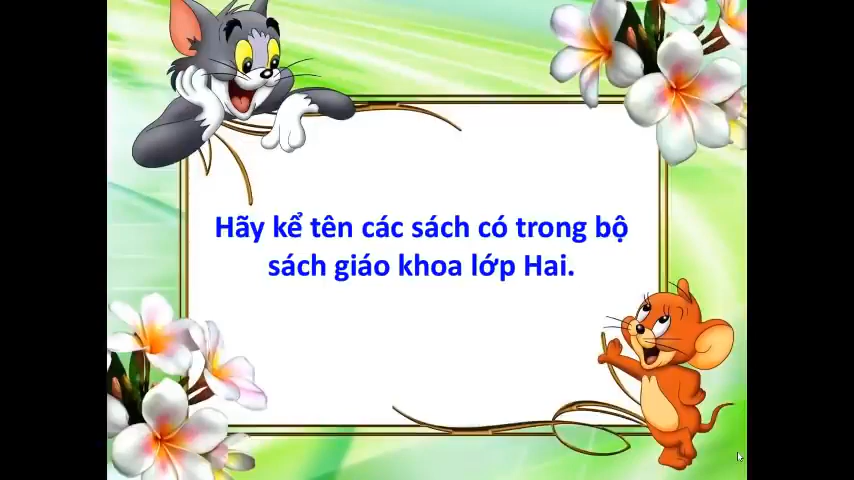 Hãy kể tên các sách có trong bộ
sách giáo khoa lớp Hai.